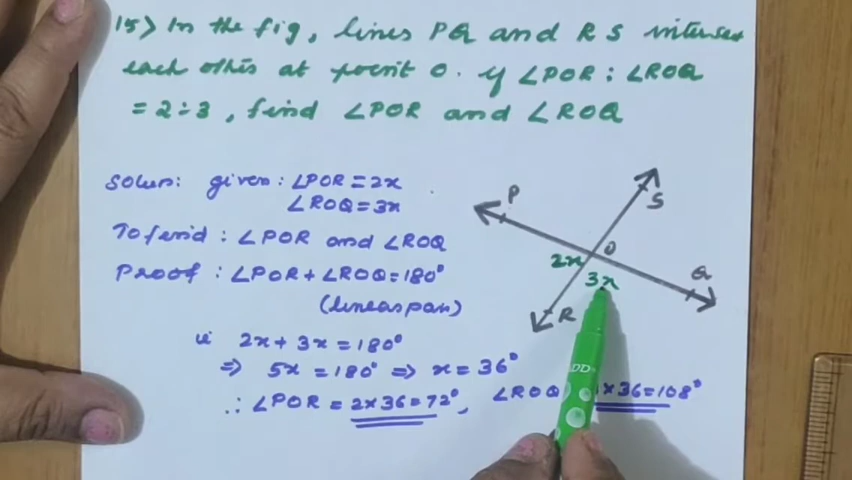 15) In the fig, lines PQ and RS intersect
each other at point O. If ∠POR : ∠ROQ
= 2:3, find ∠POR and ∠ROQ
Solun: given: ∠POR = 2x
∠ROQ = 3x
To find : ∠POR and ∠ROQ
Proof : ∠POR + ∠ROQ = 180°
(linear pair)
ie 2x + 3x = 180°
⇒ 5x = 180° ⇒ x = 36°
∴ ∠POR = 2×36 = 72°, ∠ROQ ×36 = 108°
P
S
O
2x
Q
3x
R